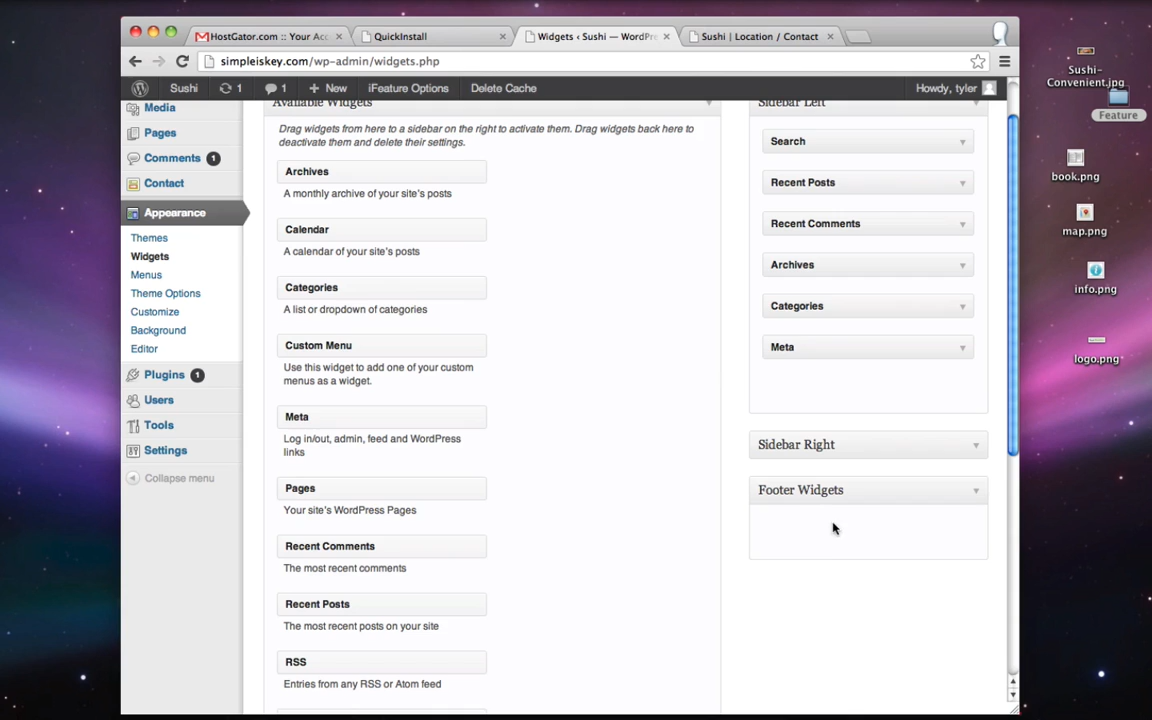 HostGator.com :: Your Acc
QuickInstall
Widgets ‹ Sushi — WordPre
Sushi | Location / Contact
simpleiskey.com/wp-admin/widgets.php
Sushi
1
1
+ New
iFeature Options
Delete Cache
Howdy, tyler
Media
Pages
Comments 1
Contact
Appearance
Themes
Widgets
Menus
Theme Options
Customize
Background
Editor
Plugins 1
Users
Tools
Settings
Collapse menu
Available Widgets
Drag widgets from here to a sidebar on the right to activate them. Drag widgets back here to
deactivate them and delete their settings.
Archives
A monthly archive of your site's posts
Calendar
A calendar of your site's posts
Categories
A list or dropdown of categories
Custom Menu
Use this widget to add one of your custom
menus as a widget.
Meta
Log in/out, admin, feed and WordPress
links
Pages
Your site's WordPress Pages
Recent Comments
The most recent comments
Recent Posts
The most recent posts on your site
RSS
Entries from any RSS or Atom feed
Sidebar Left
Search
Recent Posts
Recent Comments
Archives
Categories
Meta
Sidebar Right
Footer Widgets
Sushi-
Convenient.jpg
Feature
book.png
map.png
info.png
logo.png